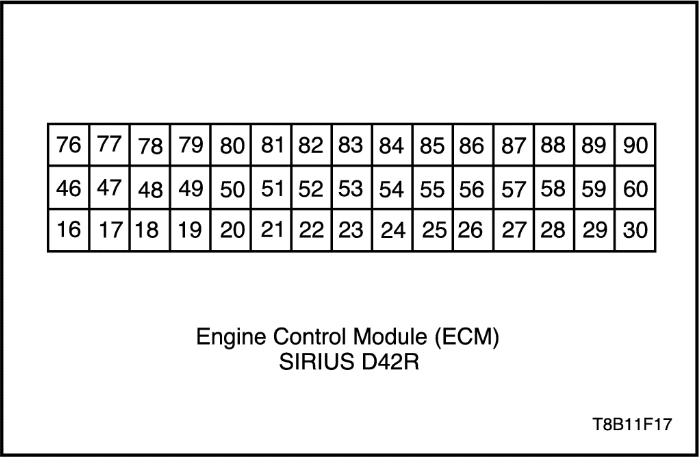 76 77 78 79 80 81 82 83 84 85 86 87 88 89 90
46 47 48 49 50 51 52 53 54 55 56 57 58 59 60
16 17 18 19 20 21 22 23 24 25 26 27 28 29 30
Engine Control Module (ECM)
SIRIUS D42R
T8B11F17